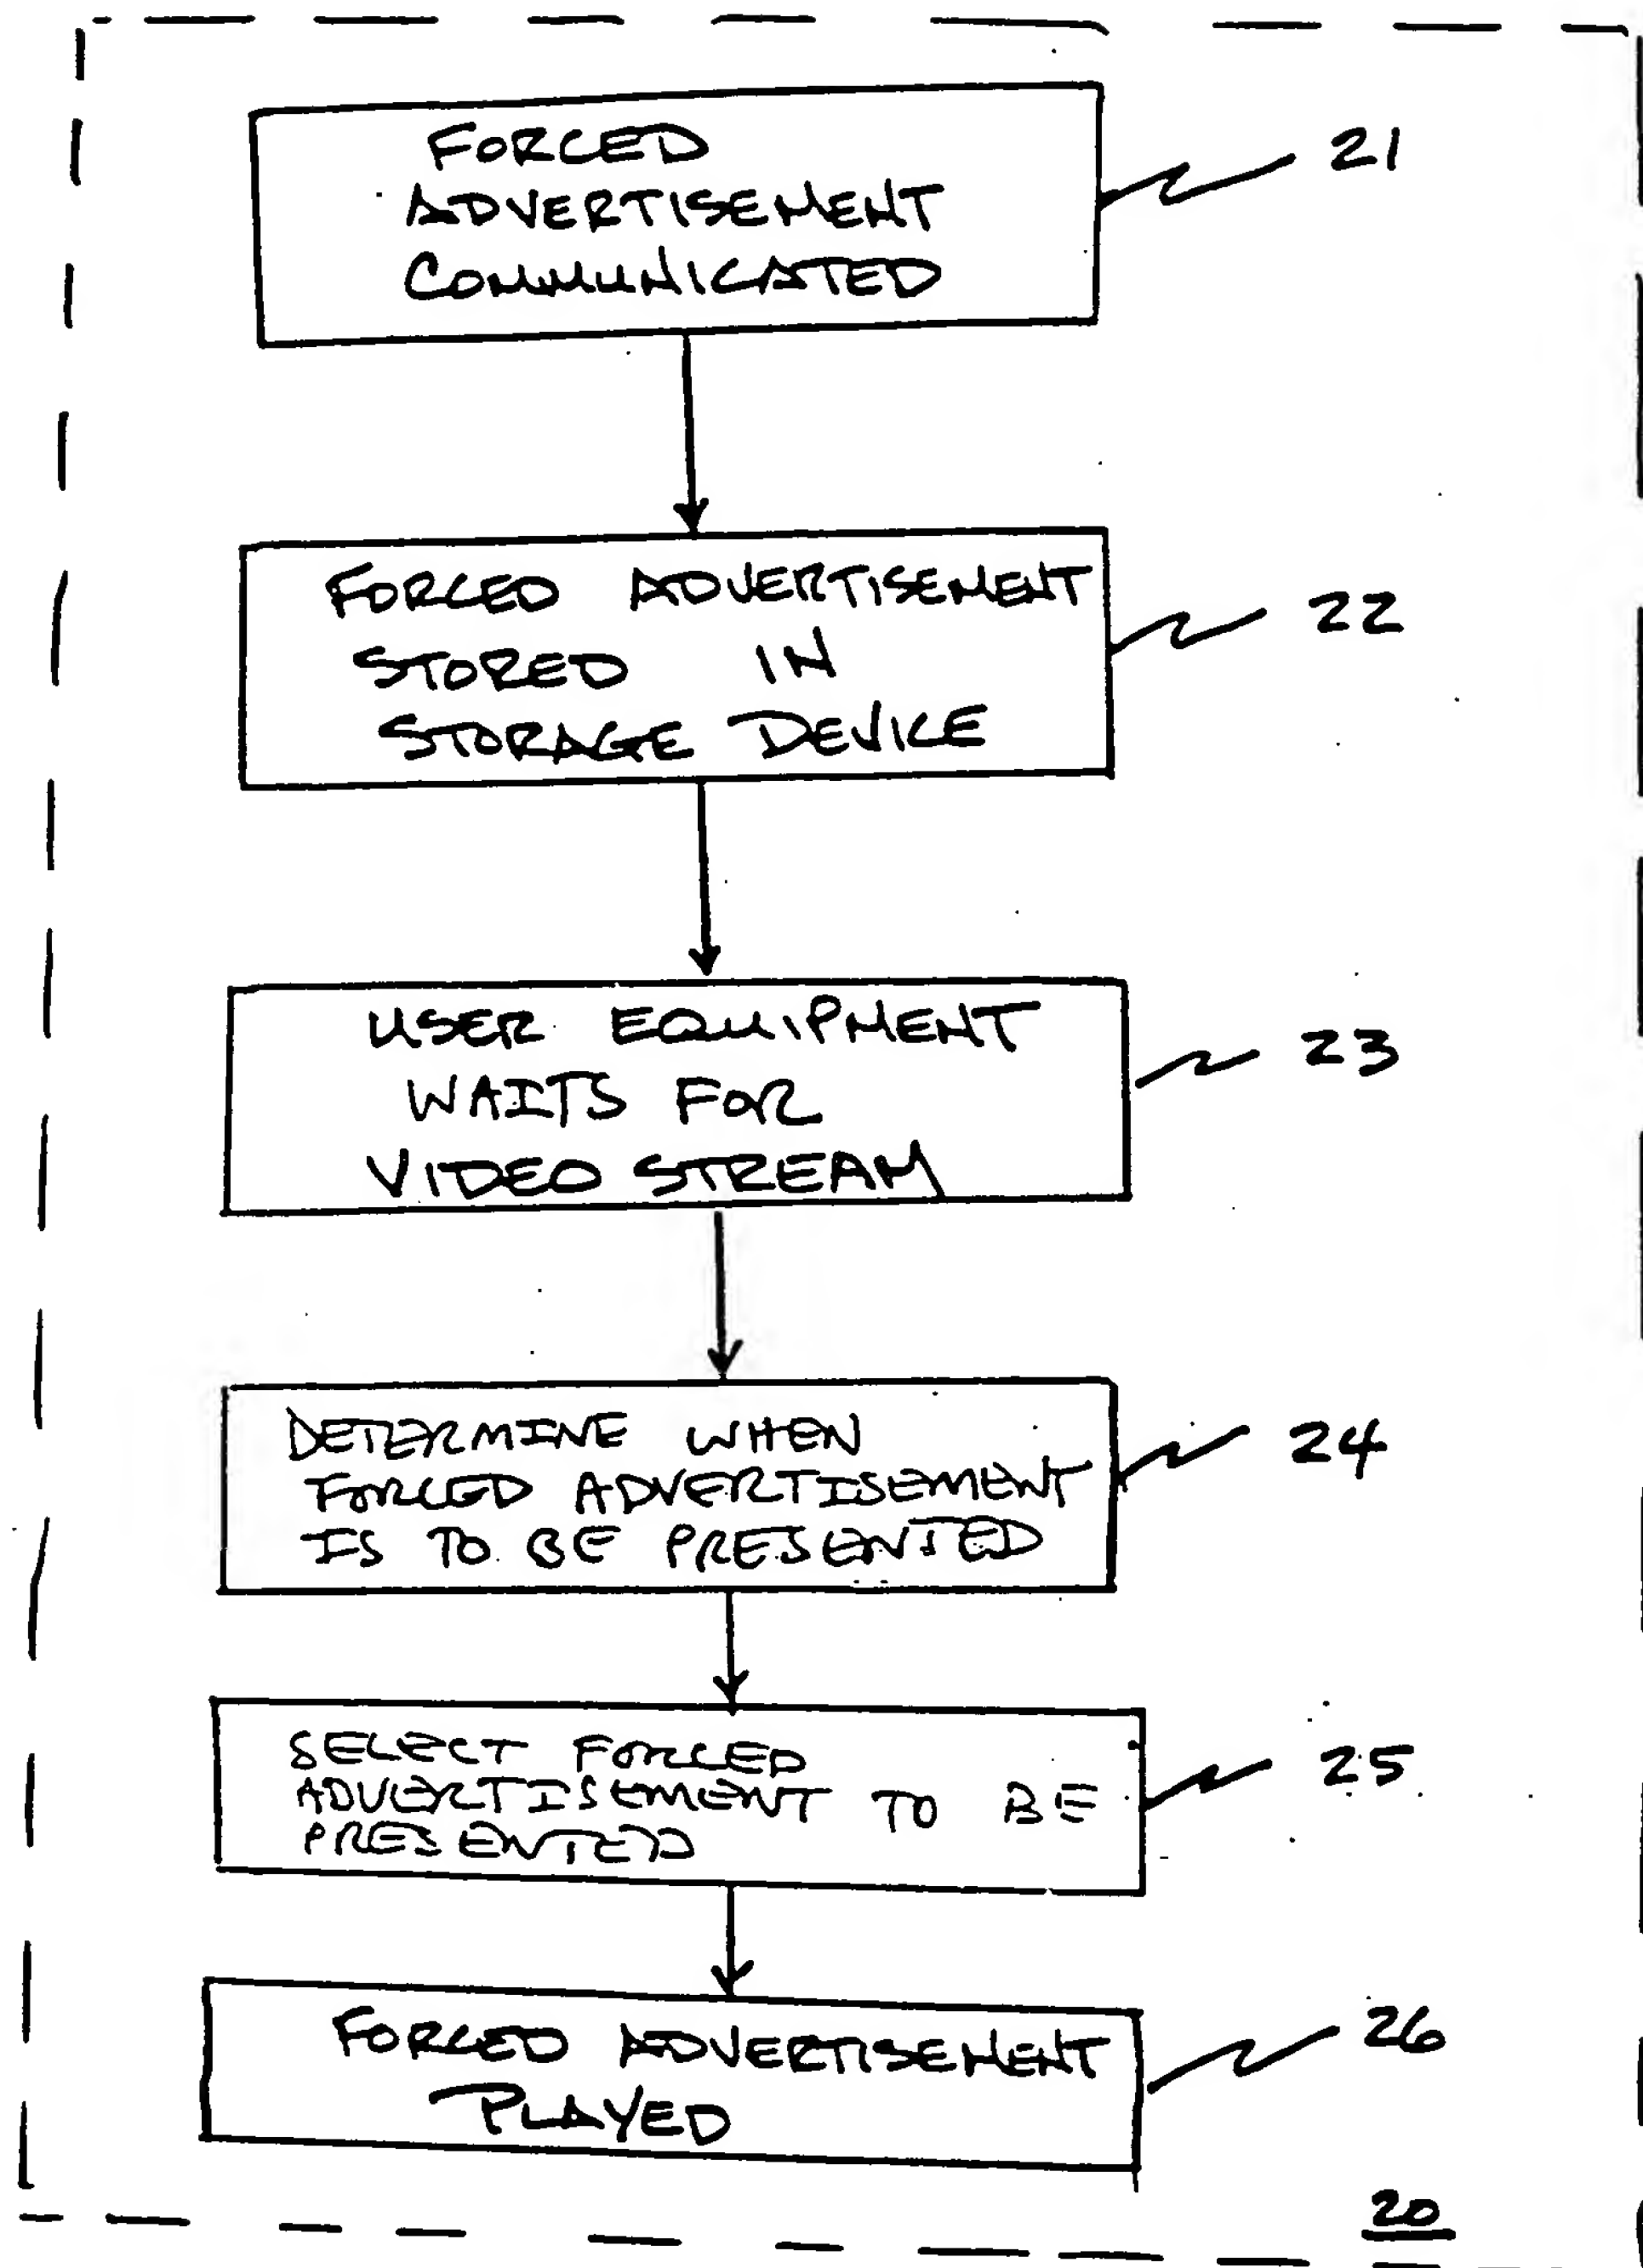 FORCED
ADVERTISEMENT
COMMUNICATED
21
FORCED ADVERTISEMENT
STORED IN
STORAGE DEVICE
22
USER EQUIPMENT
WAITS FOR
VIDEO STREAM
23
DETERMINE WHEN
FORCED ADVERTISEMENT
IS TO BE PRESENTED
24
SELECT FORCED
ADVERTISEMENT TO BE
PRESENTED
25
FORCED ADVERTISEMENT
PLAYED
26
20